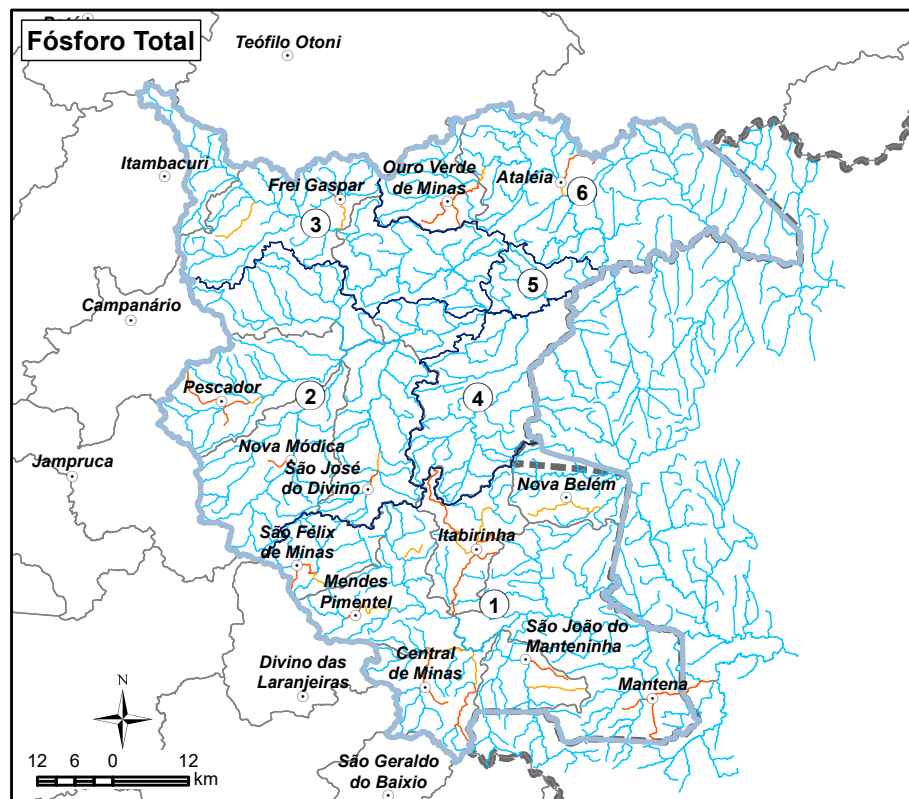 Fósforo Total
Teófilo Otoni
Itambacuri
Frei Gaspar
Ouro Verde
de Minas
Ataléia
6
3
5
Campanário
Pescador
2
4
Nova Módica
São José
do Divino
Jampruca
Nova Belém
São Félix
de Minas
Itabirinha
Mendes
Pimentel
1
São João do
Manteninha
Divino das
Laranjeiras
Central
de Minas
Mantena
N
12 6 0 12
km
São Geraldo
do Baixio